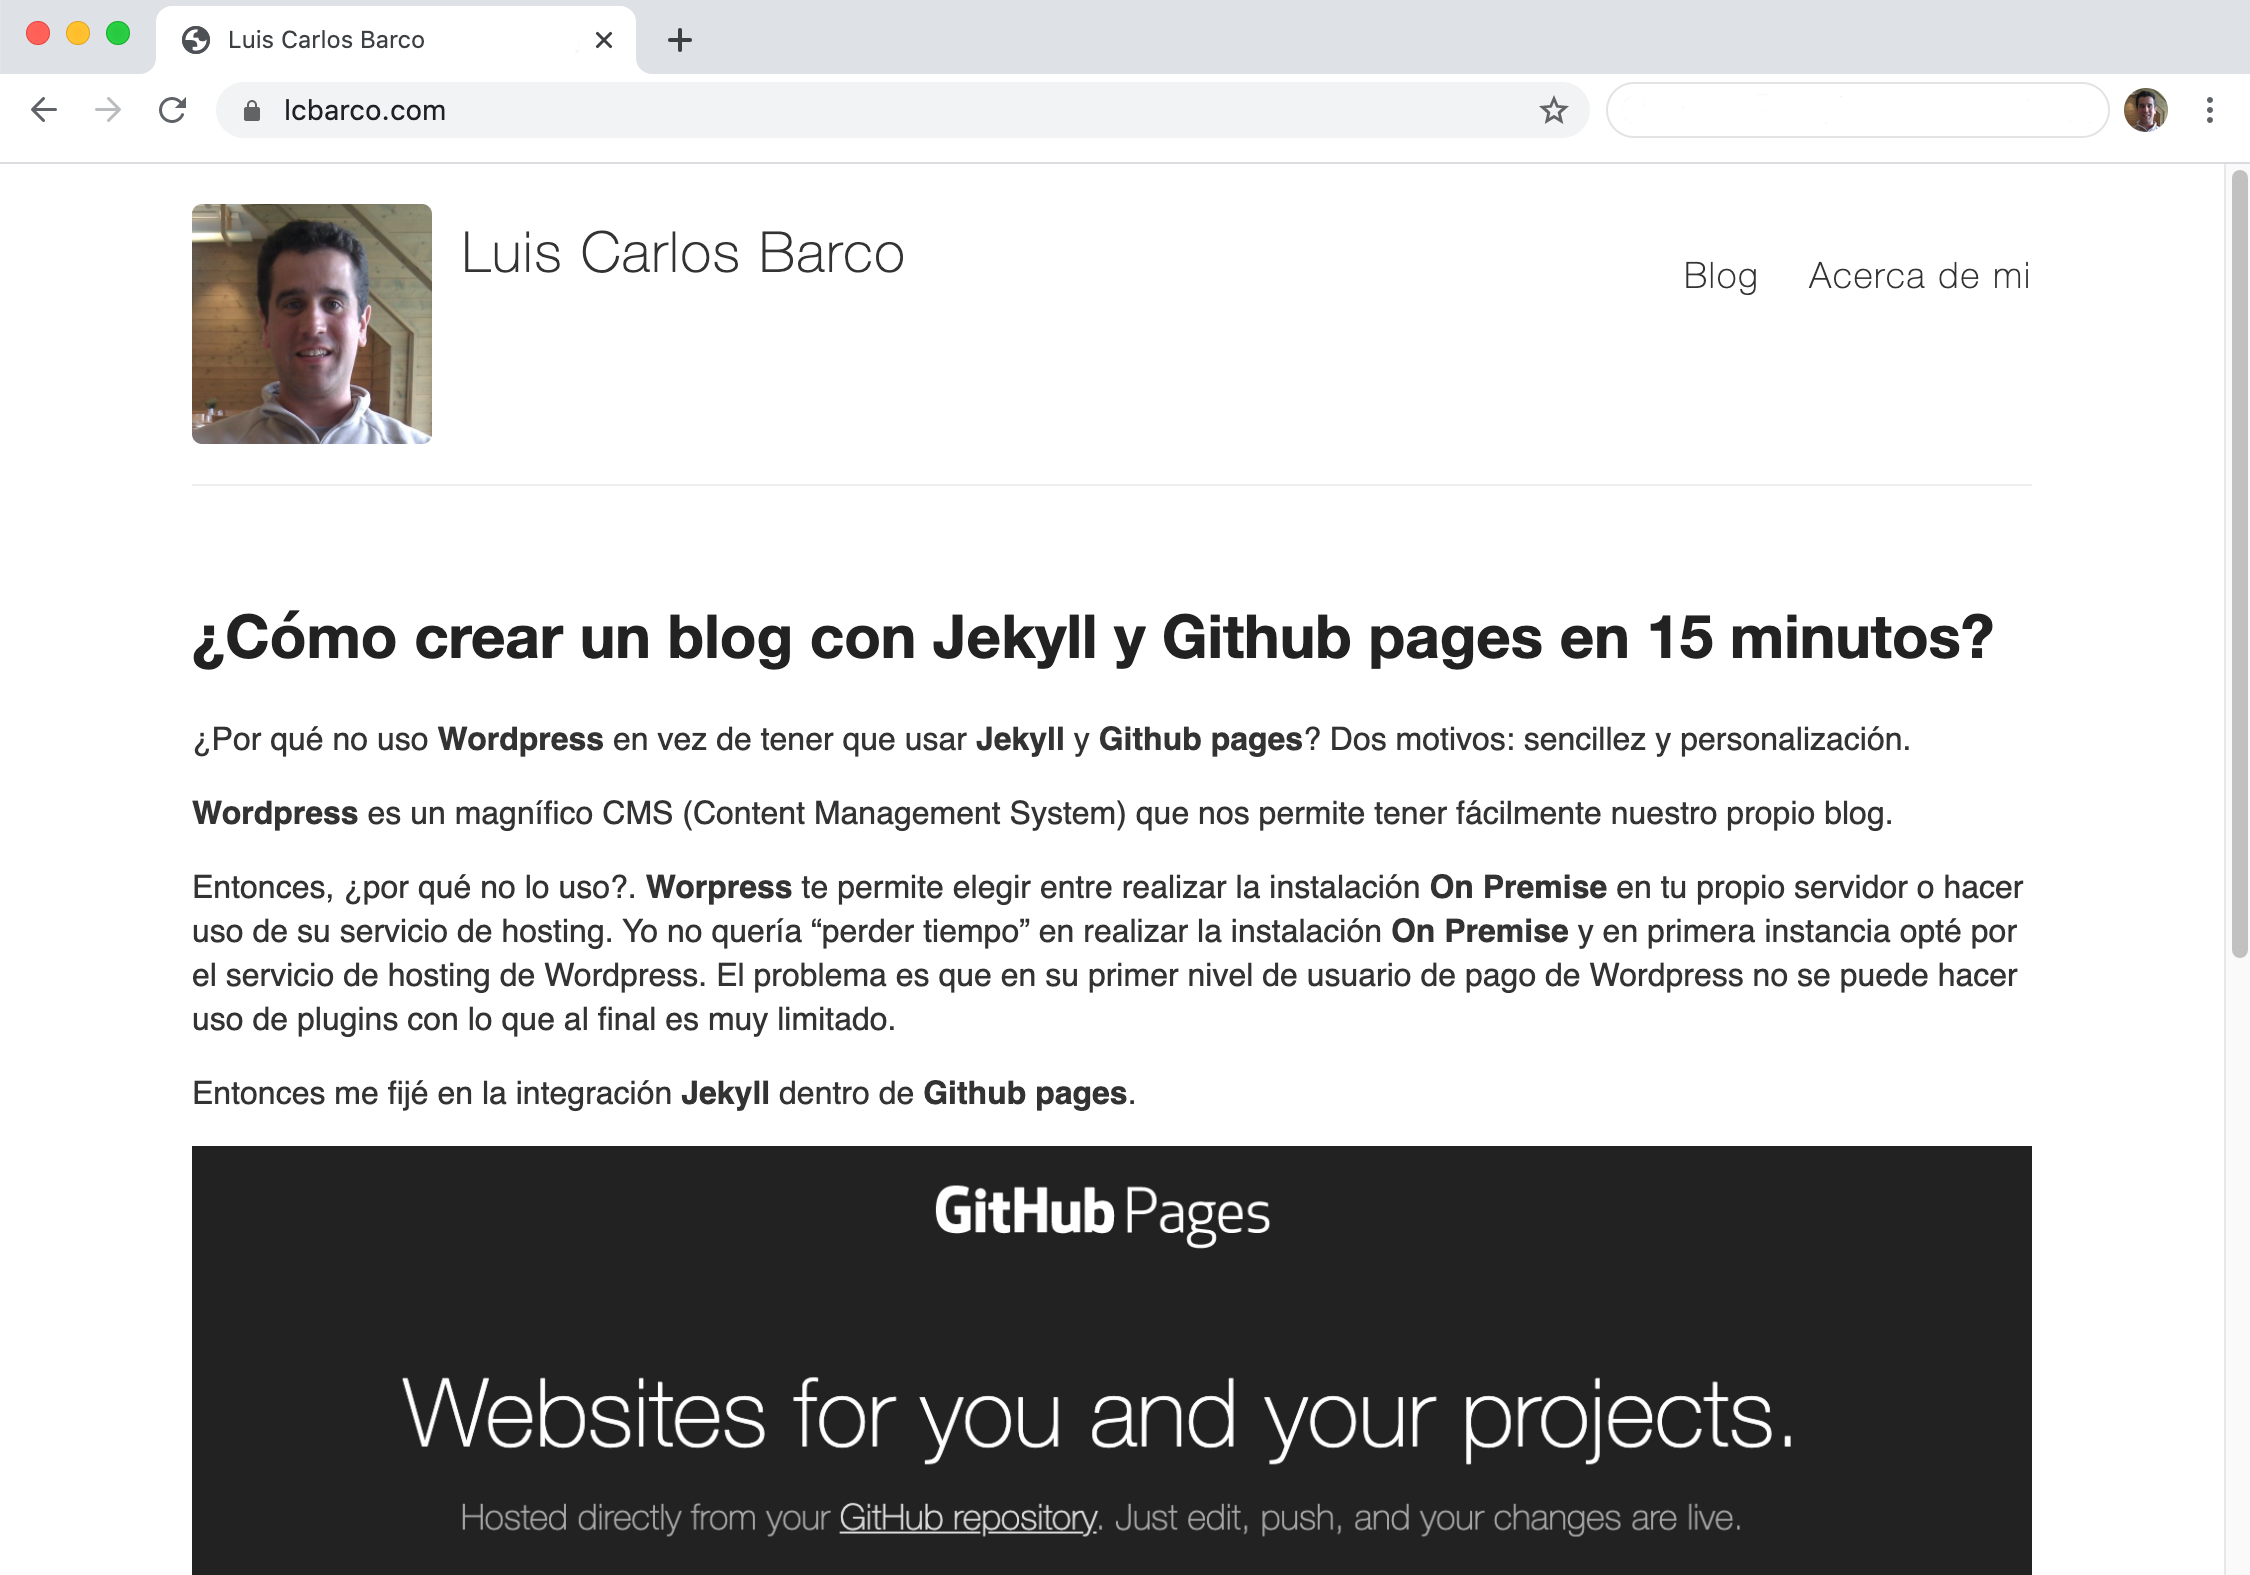 Luis Carlos Barco
lcbarco.com
Luis Carlos Barco
Blog Acerca de mi
¿Cómo crear un blog con Jekyll y Github pages en 15 minutos?
¿Por qué no uso Wordpress en vez de tener que usar Jekyll y Github pages? Dos motivos: sencillez y personalización.
Wordpress es un magnífico CMS (Content Management System) que nos permite tener fácilmente nuestro propio blog.
Entonces, ¿por qué no lo uso?. Worpress te permite elegir entre realizar la instalación On Premise en tu propio servidor o hacer
uso de su servicio de hosting. Yo no quería “perder tiempo” en realizar la instalación On Premise y en primera instancia opté por
el servicio de hosting de Wordpress. El problema es que en su primer nivel de usuario de pago de Wordpress no se puede hacer
uso de plugins con lo que al final es muy limitado.
Entonces me fijé en la integración Jekyll dentro de Github pages.
GitHub Pages
Websites for you and your projects.
Hosted directly from your GitHub repository. Just edit, push, and your changes are live.